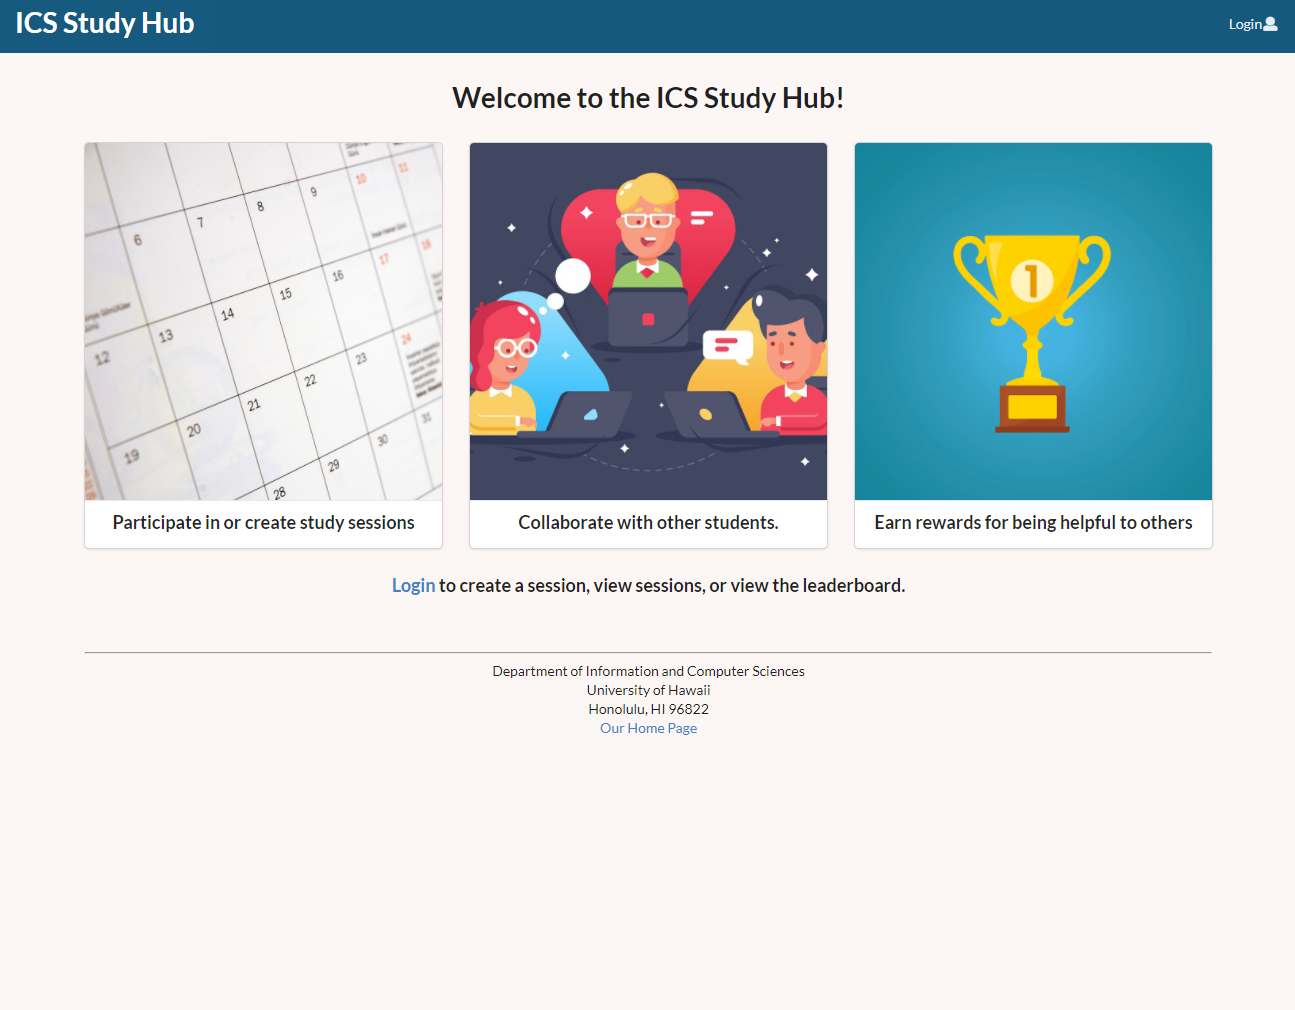 ICS Study Hub
Login
Welcome to the ICS Study Hub!
10
11
6
7
8
9
12
13
14
15
16
17
18
19
20
21
22
23
24
28
29
30
31
1
Participate in or create study sessions
Collaborate with other students.
Earn rewards for being helpful to others
Login to create a session, view sessions, or view the leaderboard.
Department of Information and Computer Sciences
University of Hawaii
Honolulu, HI 96822
Our Home Page